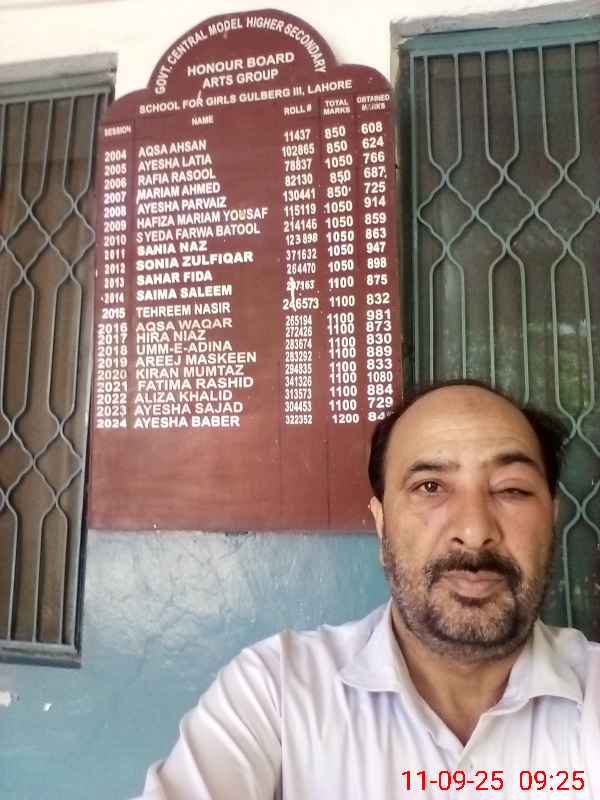 GOVT. CENTRAL MODEL HIGHER SECONDARY
HONOUR BOARD
ARTS GROUP
SCHOOL FOR GIRLS GULBERG III, LAHORE
SESSION NAME ROLL # TOTAL MARKS OBTAINED MARKS
2004 AQSA AHSAN 11437 850 608
2005 AYESHA LATIA 102865 850 624
2006 RAFIA RASOOL 78837 1050 766
2007 MARIAM AHMED 82130 850 687
2008 AYESHA PARVAIZ 130441 850 725
2009 HAFIZA MARIAM YOUSAF 115119 1050 914
2010 SYEDA FARWA BATOOL 214146 1050 859
2011 SANIA NAZ 123898 1050 863
2012 SONIA ZULFIQAR 371632 1050 947
2013 SAHAR FIDA 264470 1050 898
2014 SAIMA SALEEM 1100 875
2015 TEHREEM NASIR 246573 1100 832
2016 AQSA WAQAR 265194 1100 981
2017 HIRA NIAZ 272426 1100 873
2018 UMM-E-ADINA 283674 1100 830
2019 AREEJ MASKEEN 283292 1100 889
2020 KIRAN MUMTAZ 294835 1100 833
2021 FATIMA RASHID 341326 1100 1080
2022 ALIZA KHALID 313573 1100 884
2023 AYESHA SAJAD 304453 1100 729
2024 AYESHA BABER 322352 1200
11-09-25 09:25